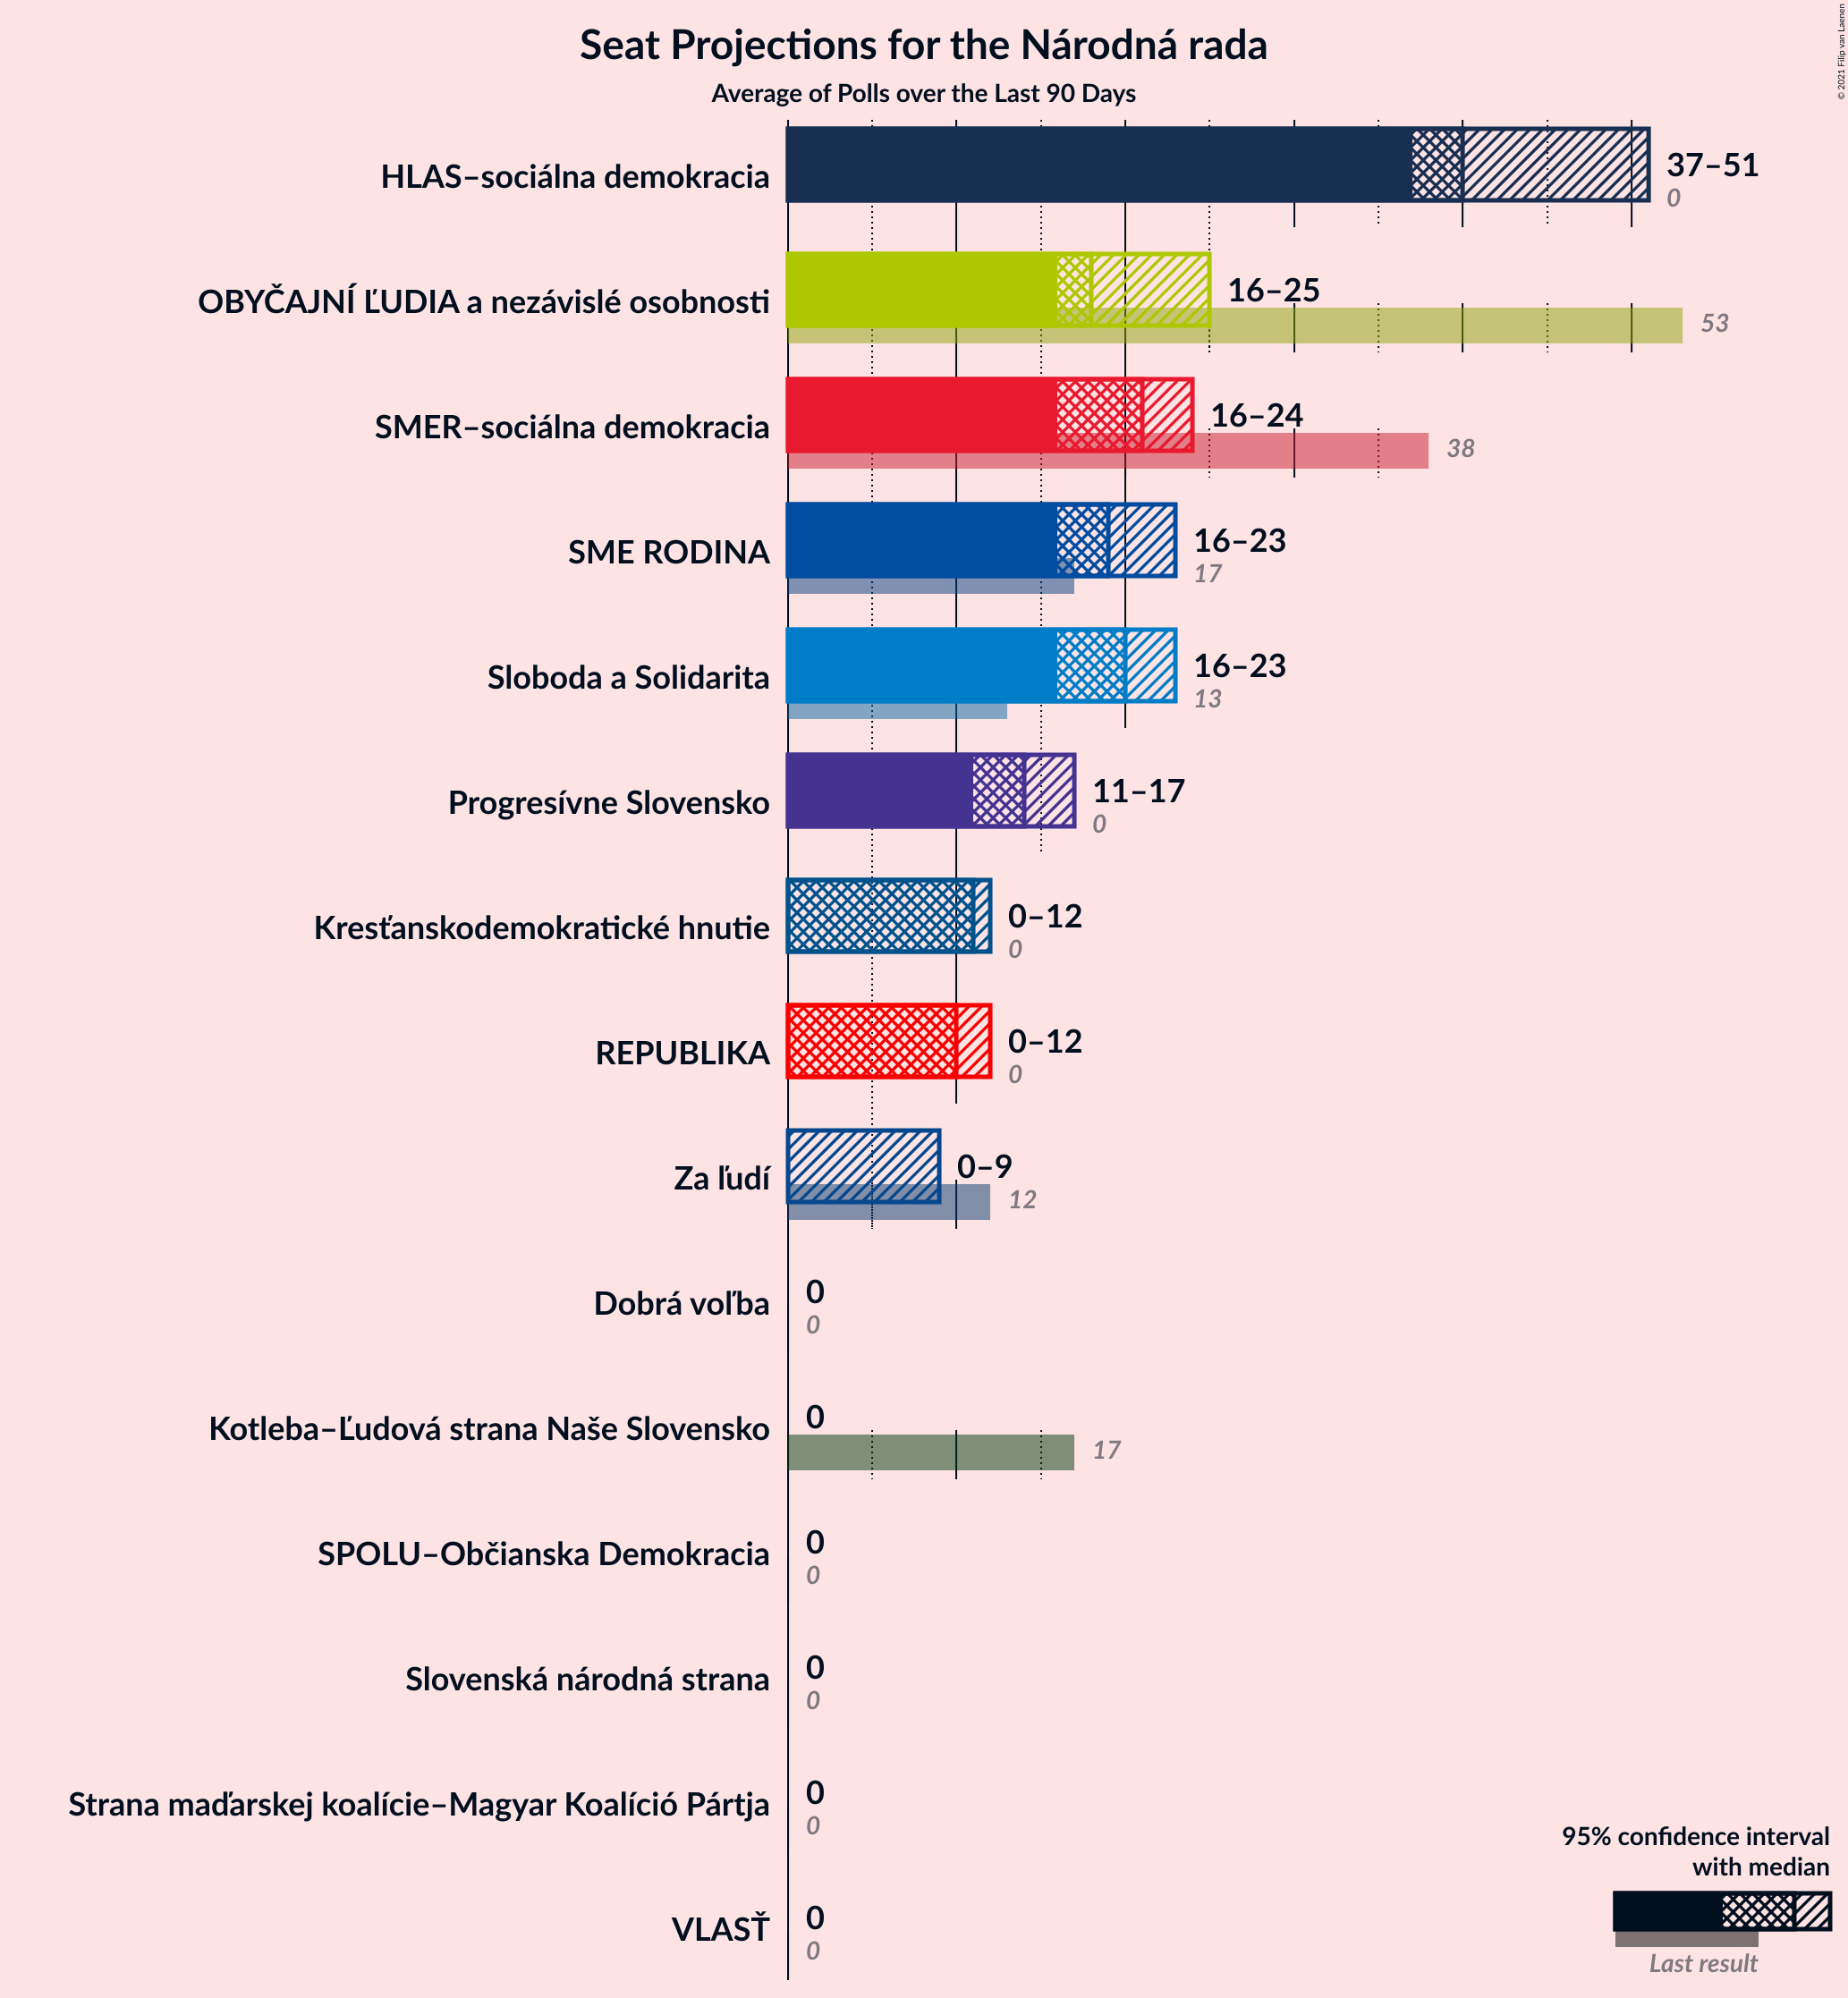 Seat Projections for the Národná rada
Average of Polls over the Last 90 Days
© 2021 Filip van Laenen
HLAS–sociálna demokracia
37–51
0
OBYČAJNÍ ĽUDIA a nezávislé osobnosti
16–25
53
SMER–sociálna demokracia
16–24
38
SME RODINA
16–23
17
Sloboda a Solidarita
16–23
13
Progresívne Slovensko
11–17
0
Kresťanskodemokratické hnutie
0–12
0
REPUBLIKA
0–12
0
Za ľudí
0–9
12
Dobrá voľba
0
0
Kotleba–Ľudová strana Naše Slovensko
0
17
SPOLU–Občianska Demokracia
0
0
Slovenská národná strana
0
0
Strana maďarskej koalície–Magyar Koalíció Pártja
0
0
VLASŤ
0
0
95% confidence interval
with median
Last result